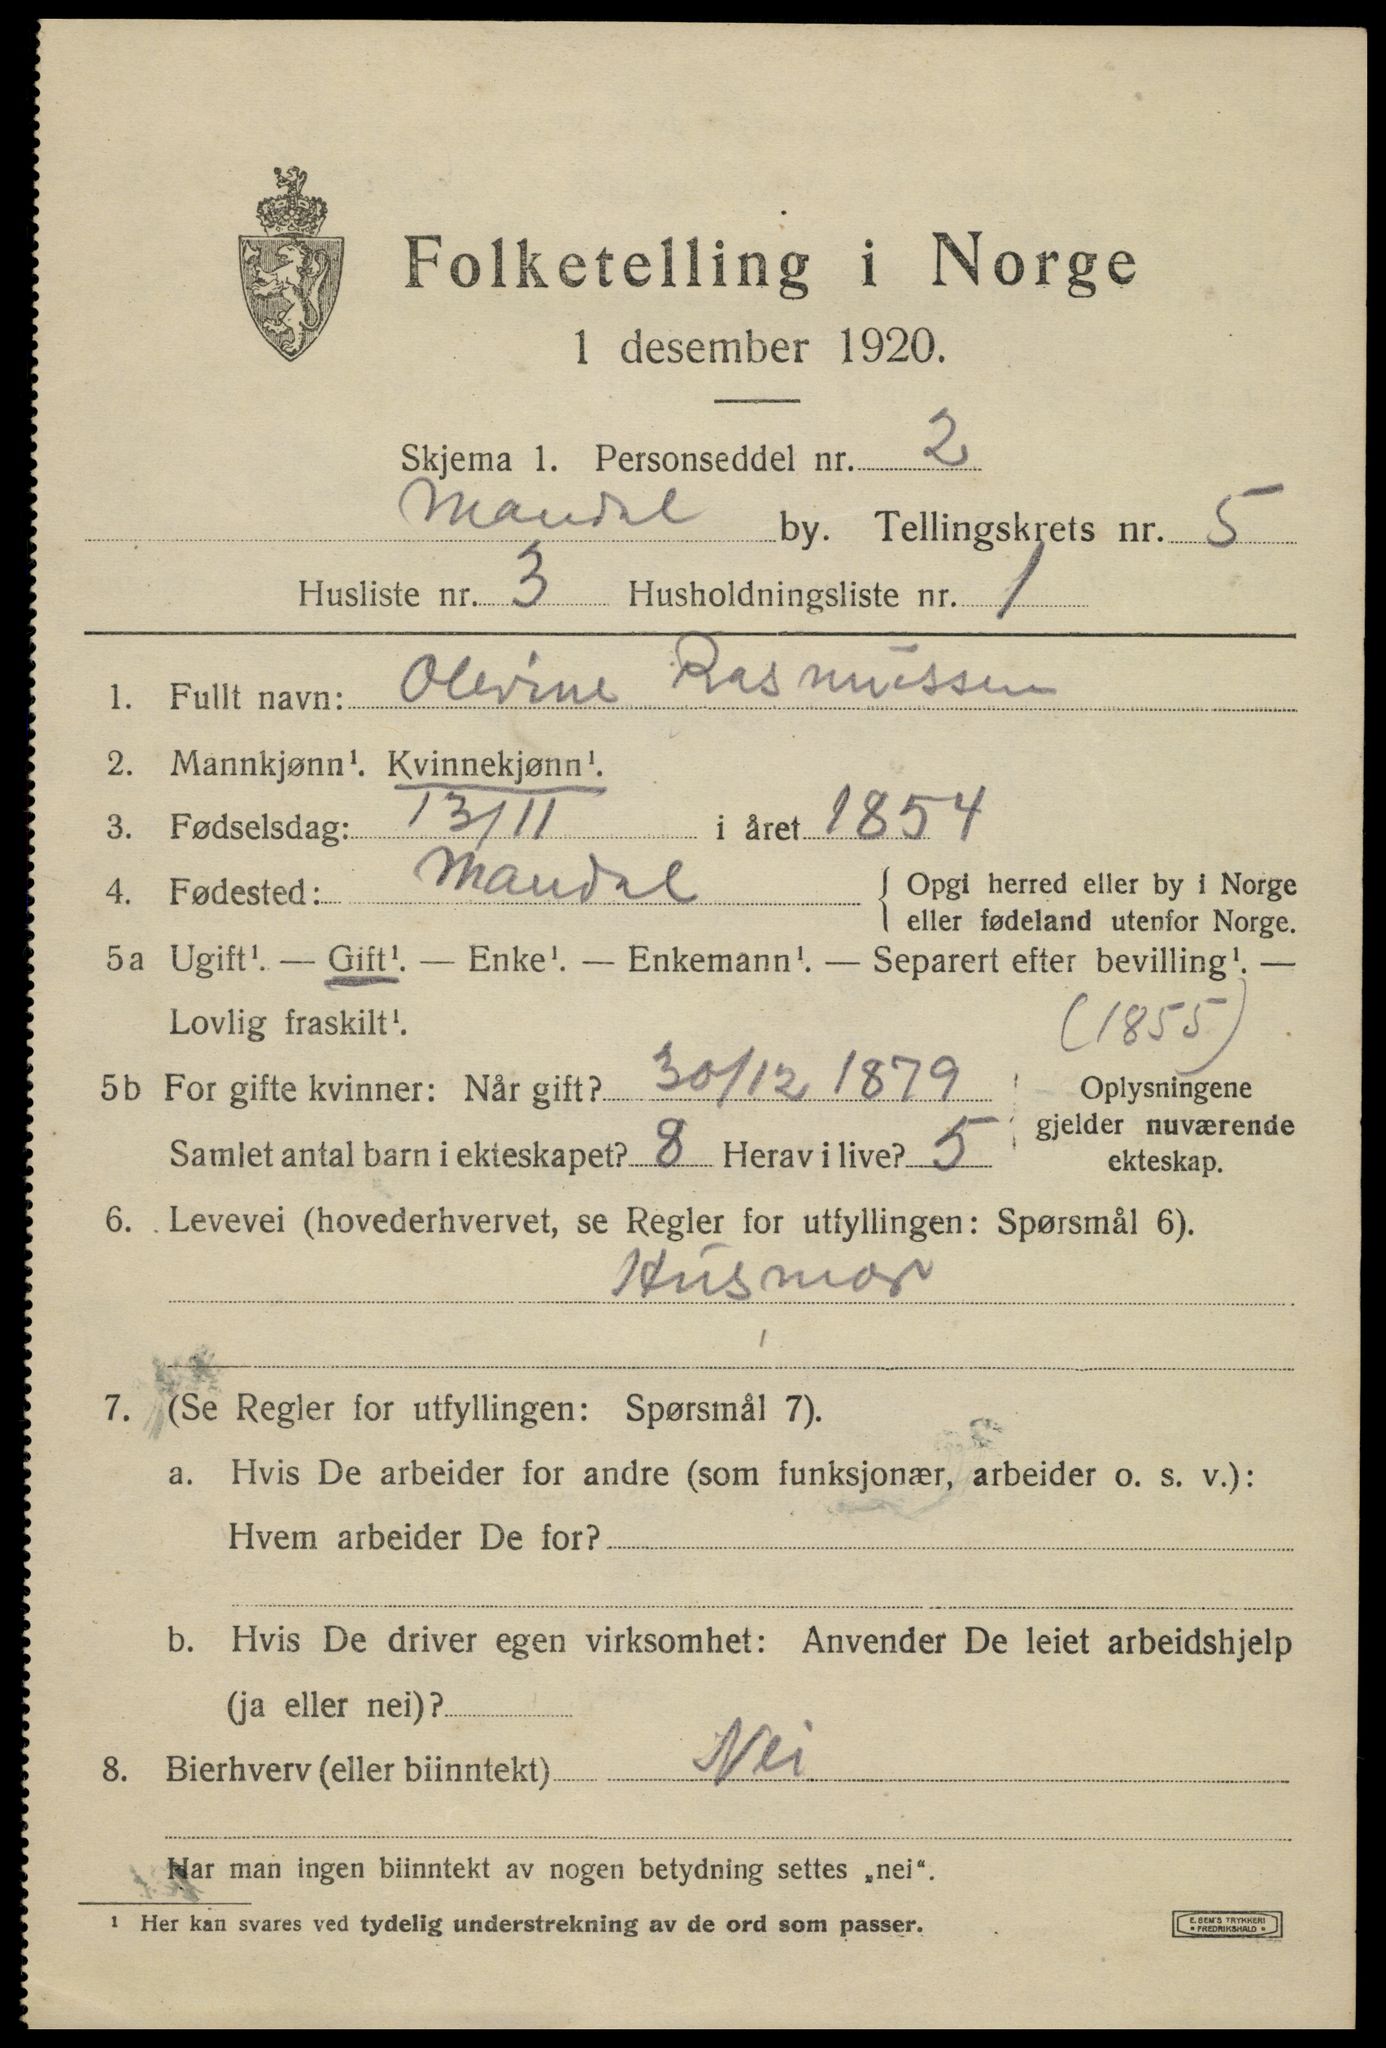 Folketelling i Norge
1 desember 1920.
Skjema 1. Personseddel nr. 2
Mandal by. Tellingskrets nr. 5
Husliste nr. 3 Husholdningsliste nr. 1
1. Fullt navn: Olevine Rasmussen
2. Mannkjønn¹. Kvinnekjønn¹.
3. Fødselsdag: 13/11 i året 1854
4. Fødested: Mandal { Opgi herred eller by i Norge
eller fødeland utenfor Norge.
5a Ugift¹. — Gift¹. — Enke¹. — Enkemann¹. — Separert efter bevilling¹. —
Lovlig fraskilt¹.
(1855)
5b For gifte kvinner: Når gift? 30/12 1879 Oplysningene
gjelder nuværende
Samlet antal barn i ekteskapet? 8 Herav i live? 5 ekteskap.
6. Levevei (hovederhvervet, se Regler for utfyllingen: Spørsmål 6).
Husmor
7. (Se Regler for utfyllingen: Spørsmål 7).
a. Hvis De arbeider for andre (som funksjonær, arbeider o. s. v.):
Hvem arbeider De for?
b. Hvis De driver egen virksomhet: Anvender De leiet arbeidshjelp
(ja eller nei)?
8. Bierhverv (eller biinntekt) Nei
Har man ingen biinntekt av nogen betydning settes „nei“.
¹ Her kan svares ved tydelig understrekning av de ord som passer.
E. SEM'S TRYKKERI
• FREDRIKSHALD •